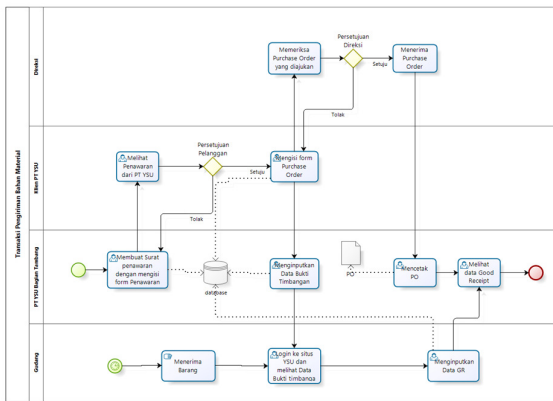 Transaksi Pengiriman Bahan Material
Direksi
Memeriksa
Purchase Order
yang diajukan
Persetujuan
Direksi
Setuju
Menerima
Purchase
Order
Tolak
Klien PT YSU
Melihat
Penawaran
dari PT YSU
Persetujuan
Pelanggan
Setuju
Mengisi form
Purchase
Order
Tolak
PT YSU Bagian Tambang
Membuat Surat
penawaran
dengan mengisi
form Penawaran
database
Menginputkan
Data Bukti
Timbangan
PO
Mencetak
PO
Melihat
data Good
Receipt
Gudang
Menerima
Barang
Login ke situs
YSU dan
melihat Data
Bukti timbanga
Menginputkan
Data GR